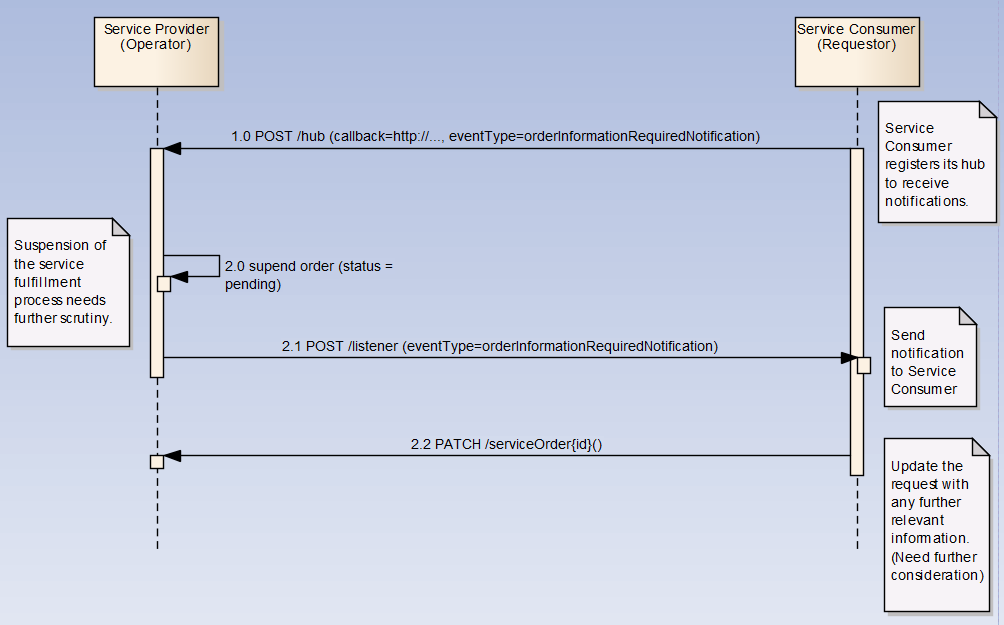 Service Provider
(Operator)
Service Consumer
(Requestor)
1.0 POST /hub (callback=http://..., eventType=orderInformationRequiredNotification)
Service
Consumer
registers its hub
to receive
notifications.
Suspension of
the service
fulfillment
process needs
further scrutiny.
2.0 supend order (status =
pending)
2.1 POST /listener (eventType=orderInformationRequiredNotification)
Send
notification
to Service
Consumer
2.2 PATCH /serviceOrder{id}()
Update the
request with
any further
relevant
information.
(Need further
consideration)